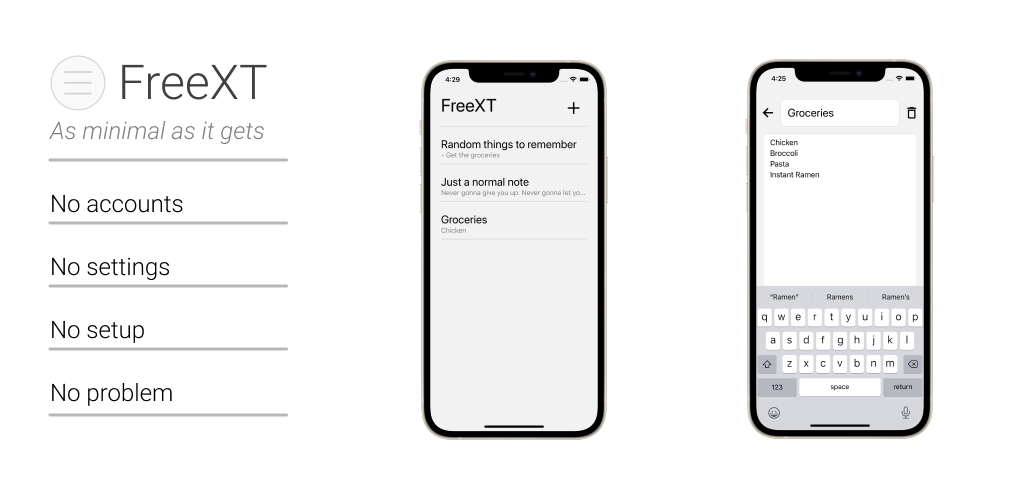 FreeXT
As minimal as it gets
No accounts
No settings
No setup
No problem
4:29
FreeXT
+
Random things to remember
- Get the groceries
Just a normal note
Never gonna give you up. Never gonna let yo...
Groceries
Chicken
4:25
Groceries
Chicken
Broccoli
Pasta
Instant Ramen
"Ramen" Ramens Ramen's
q w e r t y u i o p
a s d f g h j k l
z x c v b n m
123 space return